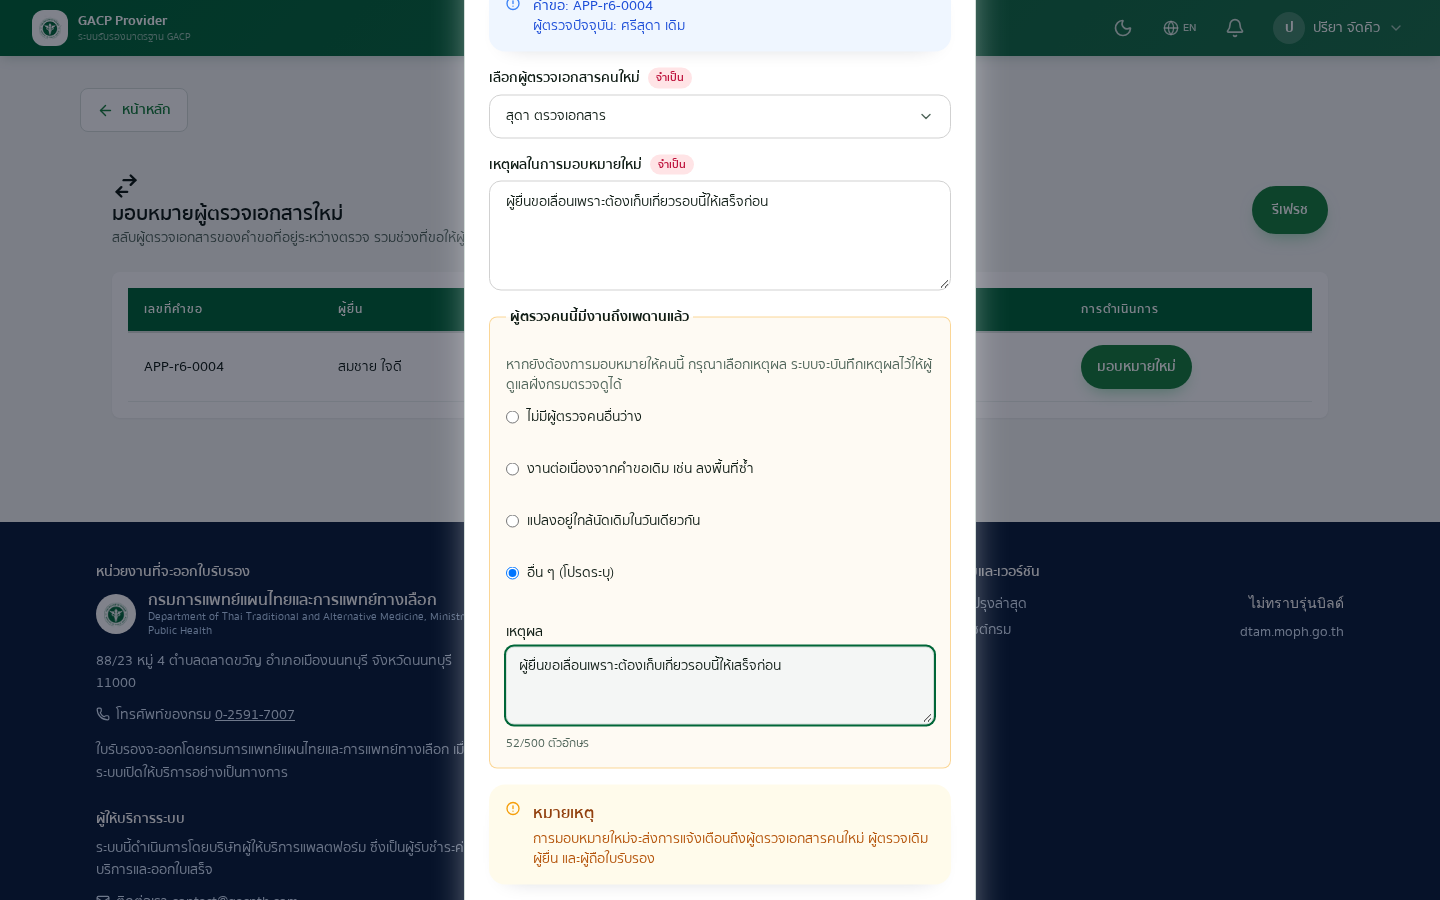 GACP Provider
ระบบรับรองมาตรฐาน GACP
EN
ป
ปรียา จัดคิว
หน้าหลัก
มอบหมายผู้ตรวจเอกสารใหม่
สลับผู้ตรวจเอกสารของคำขอที่อยู่ระหว่างตรวจ รวมช่วงที่ขอให้ผู้
รีเฟรช
เลขที่คำขอ
ผู้ยื่น
การดำเนินการ
APP-r6-0004
สมชาย ใจดี
มอบหมายใหม่
คำขอ: APP-r6-0004
ผู้ตรวจปัจจุบัน: ศรีสุดา เดิม
เลือกผู้ตรวจเอกสารคนใหม่ จำเป็น
สุดา ตรวจเอกสาร
เหตุผลในการมอบหมายใหม่ จำเป็น
ผู้ยื่นขอเลื่อนเพราะต้องเก็บเกี่ยวรอบนี้ให้เสร็จก่อน
ผู้ตรวจคนนี้มีงานถึงเพดานแล้ว
หากยังต้องการมอบหมายให้คนนี้ กรุณาเลือกเหตุผล ระบบจะบันทึกเหตุผลไว้ให้ผู้
ดูแลฝั่งกรมตรวจดูได้
ไม่มีผู้ตรวจคนอื่นว่าง
งานต่อเนื่องจากคำขอเดิม เช่น ลงพื้นที่ซ้ำ
แปลงอยู่ใกล้นัดเดิมในวันเดียวกัน
อื่น ๆ (โปรดระบุ)
เหตุผล
ผู้ยื่นขอเลื่อนเพราะต้องเก็บเกี่ยวรอบนี้ให้เสร็จก่อน
52/500 ตัวอักษร
หมายเหตุ
การมอบหมายใหม่จะส่งการแจ้งเตือนถึงผู้ตรวจเอกสารคนใหม่ ผู้ตรวจเดิม
ผู้ยื่น และผู้ถือใบรับรอง
หน่วยงานที่จะออกใบรับรอง
กรมการแพทย์แผนไทยและการแพทย์ทางเลือก
Department of Thai Traditional and Alternative Medicine,
Public Health
88/23 หมู่ 4 ตำบลตลาดขวัญ อำเภอเมืองนนทบุรี จังหวัดนนทบุรี
11000
โทรศัพท์ของกรม 0-2591-7007
ใบรับรองจะออกโดยกรมการแพทย์แผนไทยและการแพทย์ทางเลือก
ระบบเปิดให้บริการอย่างเป็นทางการ
ผู้ให้บริการระบบ
ระบบนี้ดำเนินการโดยบริษัทผู้ให้บริการแพลตฟอร์ม ซึ่งเป็นผู้รับชำระ
บริการและออกใบเสร็จ
และเวอร์ชัน
ปรุงล่าสุด
ไม่ทราบรุ่นบิลด์
ซต์กรม
dtam.moph.go.th